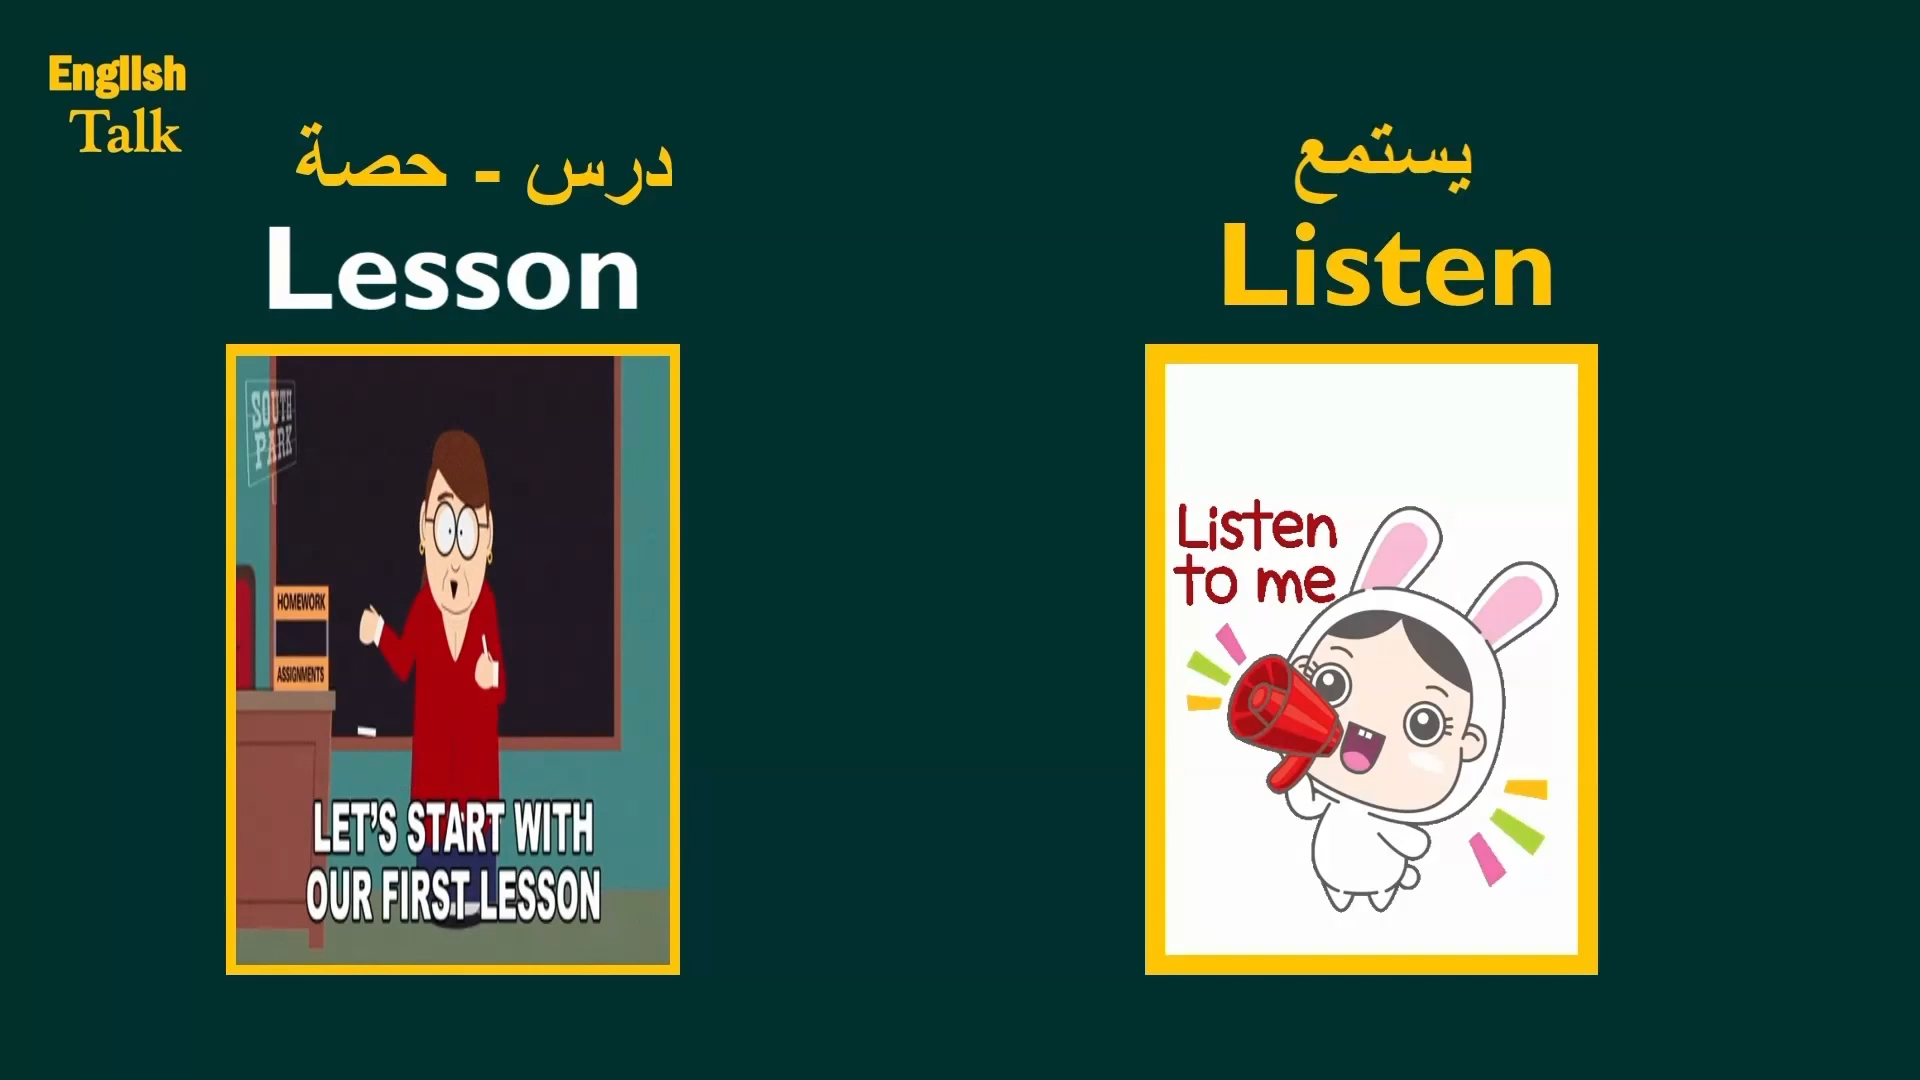 English
Talk
درس - حصة
Lesson
SOUTH
PARK
HOMEWORK
ASSIGNMENTS
LET'S START WITH
OUR FIRST LESSON
يستمع
Listen
Listen
to me